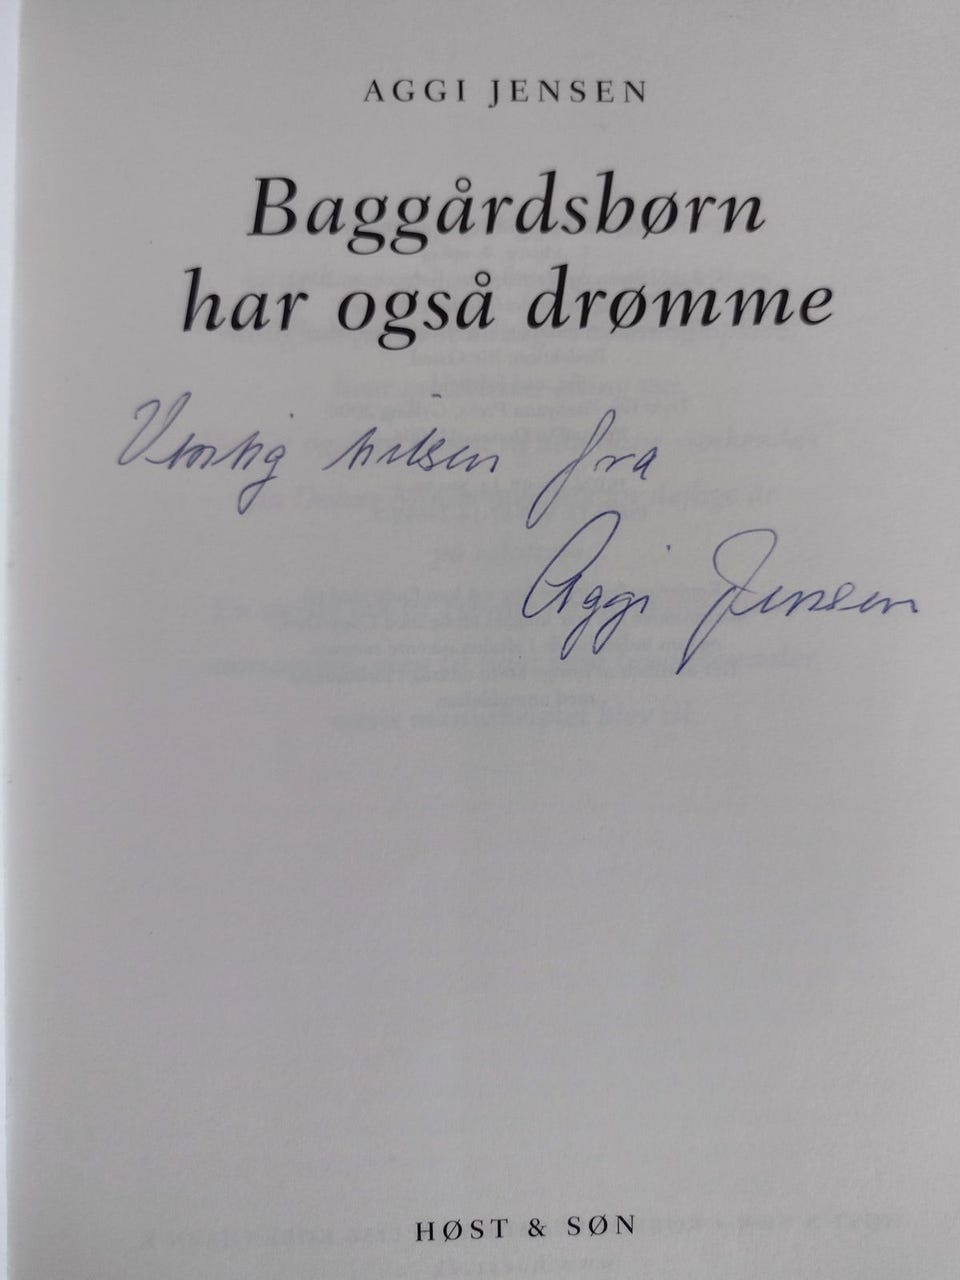 AGGI JENSEN
Baggårdsbørn
har også drømme
Venlig hilsen fra
Aggi Jensen
HØST & SØN